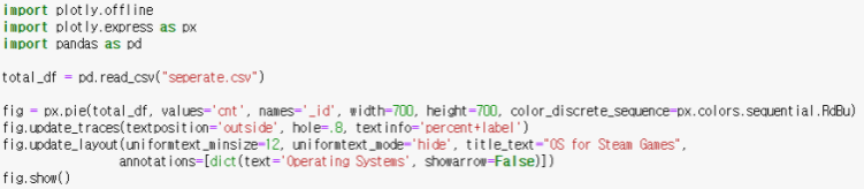 import plotly.offline
import plotly.express as px
import pandas as pd
total_df = pd.read_csv("seperate.csv")
fig = px.pie(total_df, values='cnt', names='_id', width=700, height=700, color_discrete_sequence=px.colors.sequential.RdBu)
fig.update_traces(textposition='outside', hole=.8, textinfo='percent+label')
fig.update_layout(uniformtext_minsize=12, uniformtext_mode='hide', title_text="OS for Steam Games",
annotations=[dict(text='Operating Systems', showarrow=False)])
fig.show()